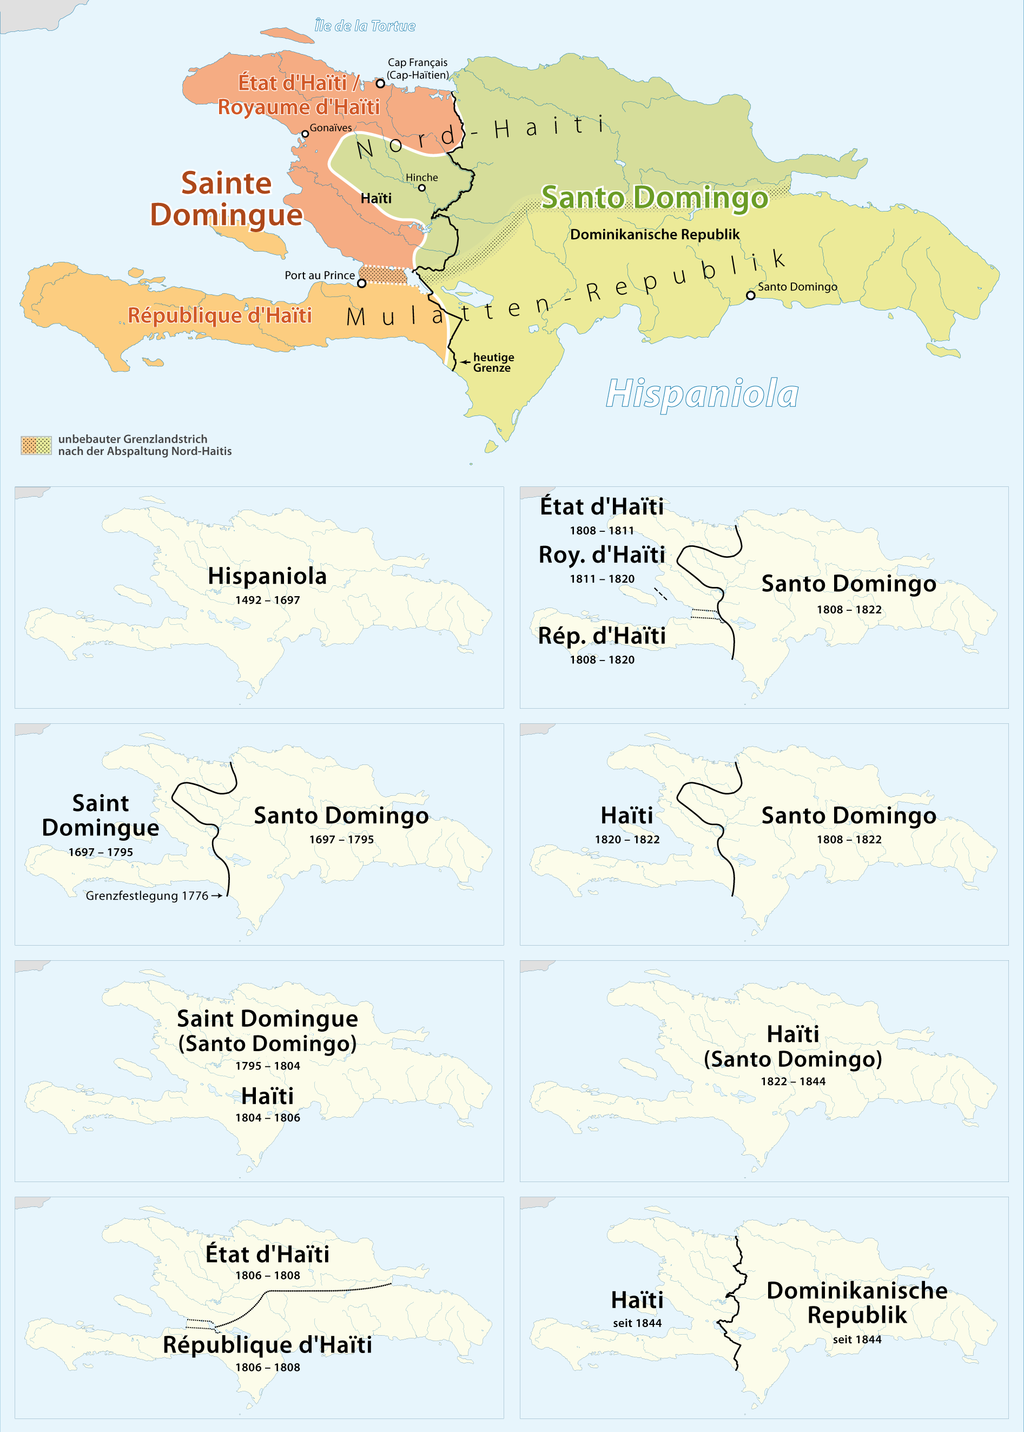 Île de la Tortue
Cap Français
(Cap-Haïtien)
État d'Haïti /
Royaume d'Haïti
Gonaïves
Nord-Haiti
Hinche
Sainte
Domingue
Haïti
Santo Domingo
Dominikanische Republik
Port au Prince
Santo Domingo
République d'Haïti
Mulatten-Republik
heutige
Grenze
Hispaniola
unbebauter Grenzlandstrich
nach der Abspaltung Nord-Haitis
Hispaniola
1492 – 1697
État d'Haïti
1808 – 1811
Roy. d'Haïti
1811 – 1820
Rép. d'Haïti
1808 – 1820
Santo Domingo
1808 – 1822
Saint
Domingue
1697 – 1795
Santo Domingo
1697 – 1795
Grenzfestlegung 1776
Haïti
1820 – 1822
Santo Domingo
1808 – 1822
Saint Domingue
(Santo Domingo)
1795 – 1804
Haïti
1804 – 1806
Haïti
(Santo Domingo)
1822 – 1844
État d'Haïti
1806 – 1808
République d'Haïti
1806 – 1808
Haïti
seit 1844
Dominikanische
Republik
seit 1844